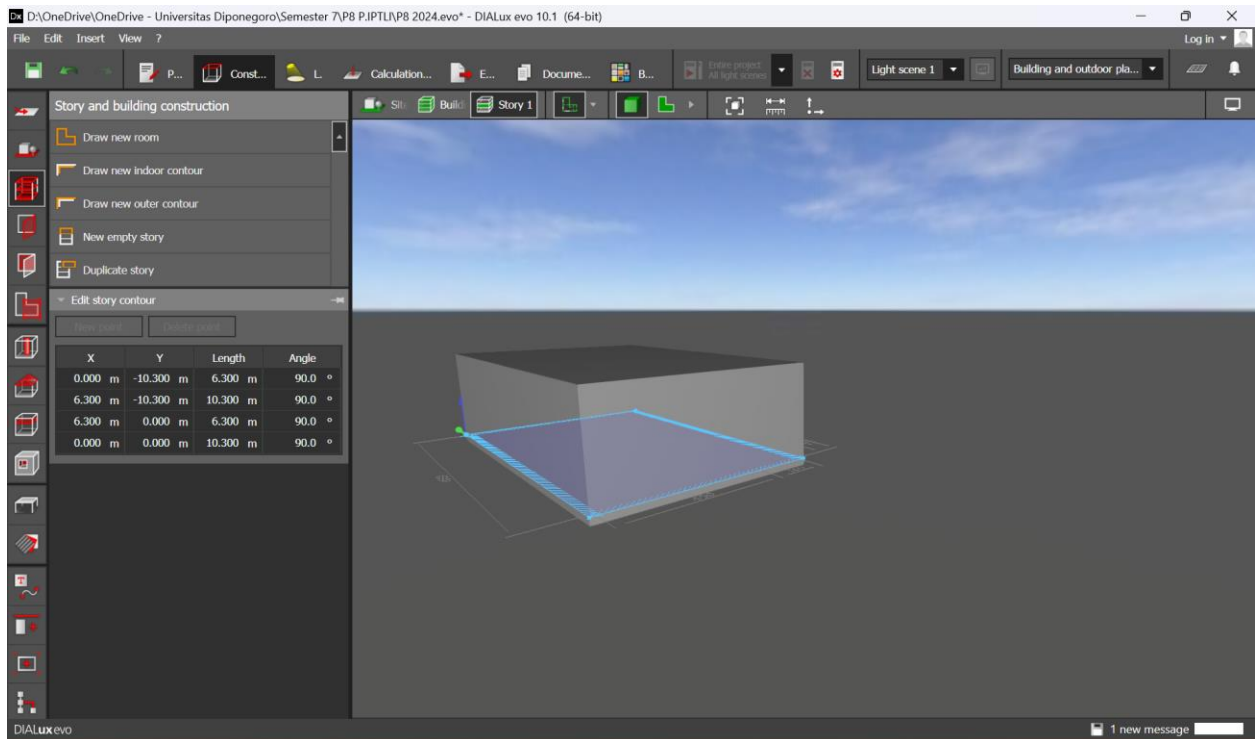 D:\OneDrive\OneDrive - Universitas Diponegoro\Semester 7\P8 P.IPTLI\P8 2024.evo* - DIALux evo 10.1 (64-bit)
File Edit Insert View ? Log in
P... Const... L. Calculation... E... Docume... B... Entire project All light scenes Light scene 1 Building and outdoor pla...
Story and building construction Buildi Story 1
Draw new room
Draw new indoor contour
Draw new outer contour
New empty story
Duplicate story
Edit story contour
New point Delete point
X Y Length Angle
0.000 m -10.300 m 6.300 m 90.0 °
6.300 m -10.300 m 10.300 m 90.0 °
6.300 m 0.000 m 6.300 m 90.0 °
0.000 m 0.000 m 10.300 m 90.0 °
DIALux evo 1 new message